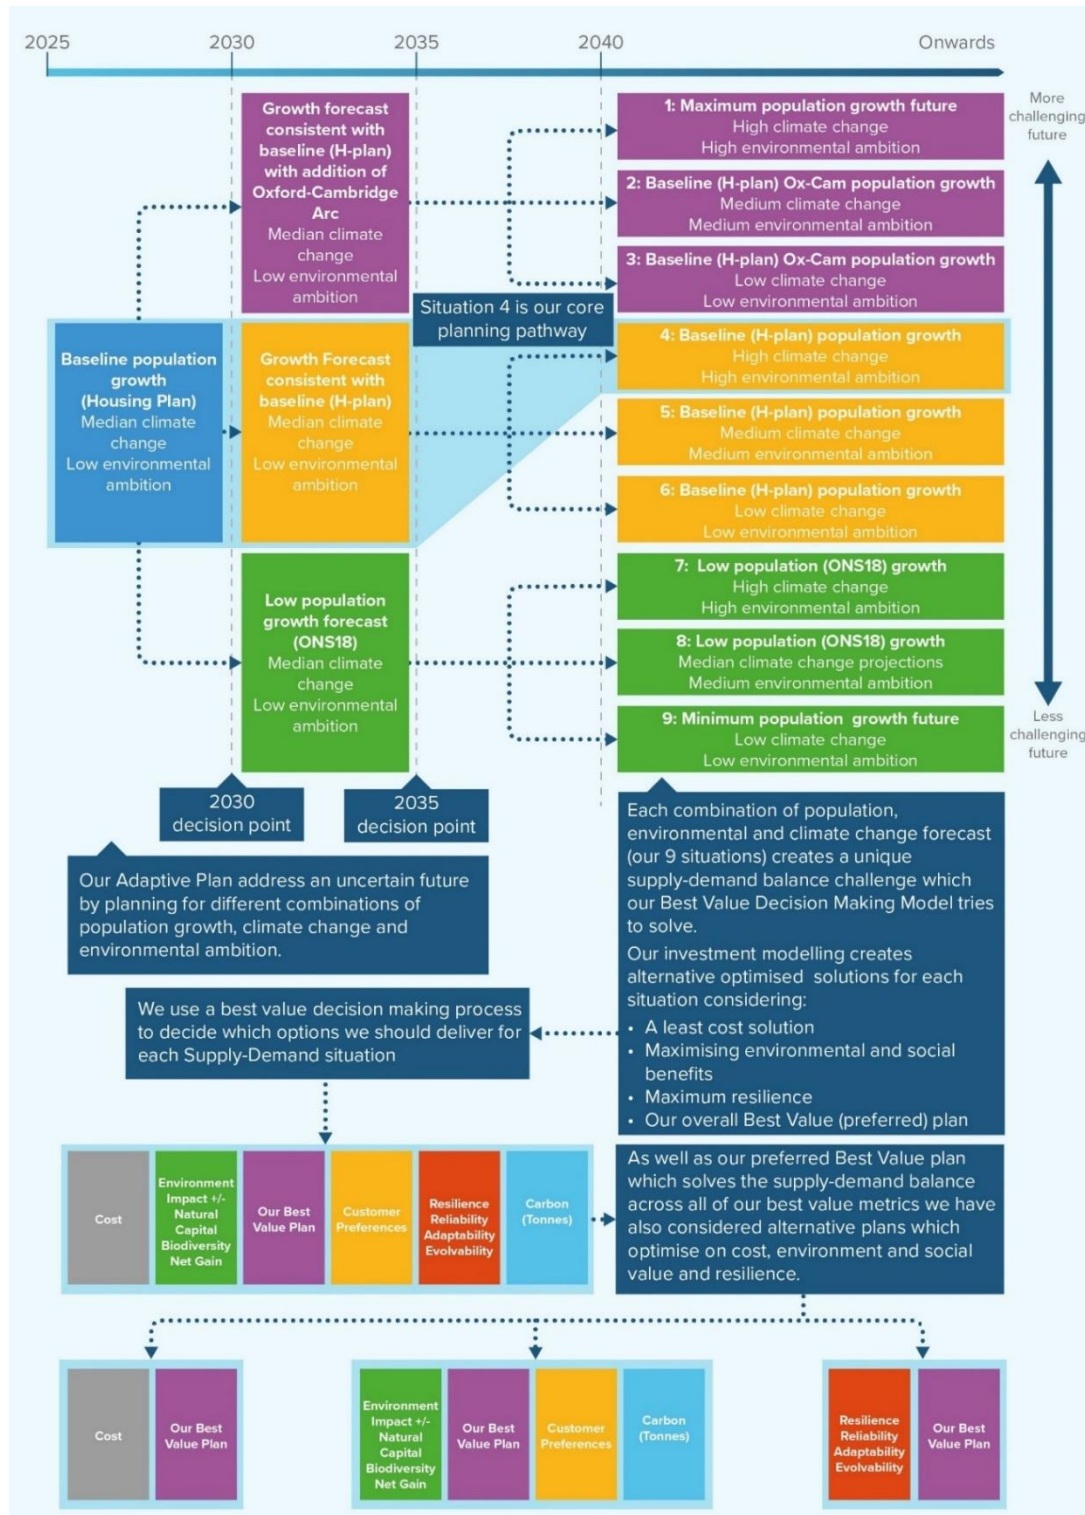 2025
2030
2035
2040
Onwards
Growth forecast
consistent with
baseline (H-plan)
with addition of
Oxford-Cambridge
Arc
Median climate
change
Low environmental
ambition
1: Maximum population growth future
High climate change
High environmental ambition
2: Baseline (H-plan) Ox-Cam population growth
Medium climate change
Medium environmental ambition
3: Baseline (H-plan) Ox-Cam population growth
Low climate change
Low environmental ambition
More
challenging
future
Situation 4 is our core
planning pathway
Baseline population
growth
(Housing Plan)
Median climate
change
Low environmental
ambition
Growth Forecast
consistent with
baseline (H-plan)
Median climate
change
Low environmental
ambition
4: Baseline (H-plan) population growth
High climate change
High environmental ambition
5: Baseline (H-plan) population growth
Medium climate change
Medium environmental ambition
6: Baseline (H-plan) population growth
Low climate change
Low environmental ambition
Low population
growth forecast
(ONS18)
Median climate
change
Low environmental
ambition
7: Low population (ONS18) growth
High climate change
High environmental ambition
8: Low population (ONS18) growth
Median climate change projections
Medium environmental ambition
9: Minimum population growth future
Low climate change
Low environmental ambition
Less
challenging
future
2030
decision point
2035
decision point
Our Adaptive Plan address an uncertain future
by planning for different combinations of
population growth, climate change and
environmental ambition.
Each combination of population,
environmental and climate change forecast
(our 9 situations) creates a unique
supply-demand balance challenge which
our Best Value Decision Making Model tries
to solve.
Our investment modelling creates
alternative optimised solutions for each
situation considering:
• A least cost solution
• Maximising environmental and social
benefits
• Maximum resilience
• Our overall Best Value (preferred) plan
We use a best value decision making process
to decide which options we should deliver for
each Supply-Demand situation
Cost
Environment
Impact +/-
Natural
Capital
Biodiversity
Net Gain
Our Best
Value Plan
Customer
Preferences
Resilience
Reliability
Adaptability
Evolvability
Carbon
(Tonnes)
As well as our preferred Best Value plan
which solves the supply-demand balance
across all of our best value metrics we have
also considered alternative plans which
optimise on cost, environment and social
value and resilience.
Cost
Our Best
Value Plan
Environment
Impact +/-
Natural
Capital
Biodiversity
Net Gain
Our Best
Value Plan
Customer
Preferences
Carbon
(Tonnes)
Resilience
Reliability
Adaptability
Evolvability
Our Best
Value Plan